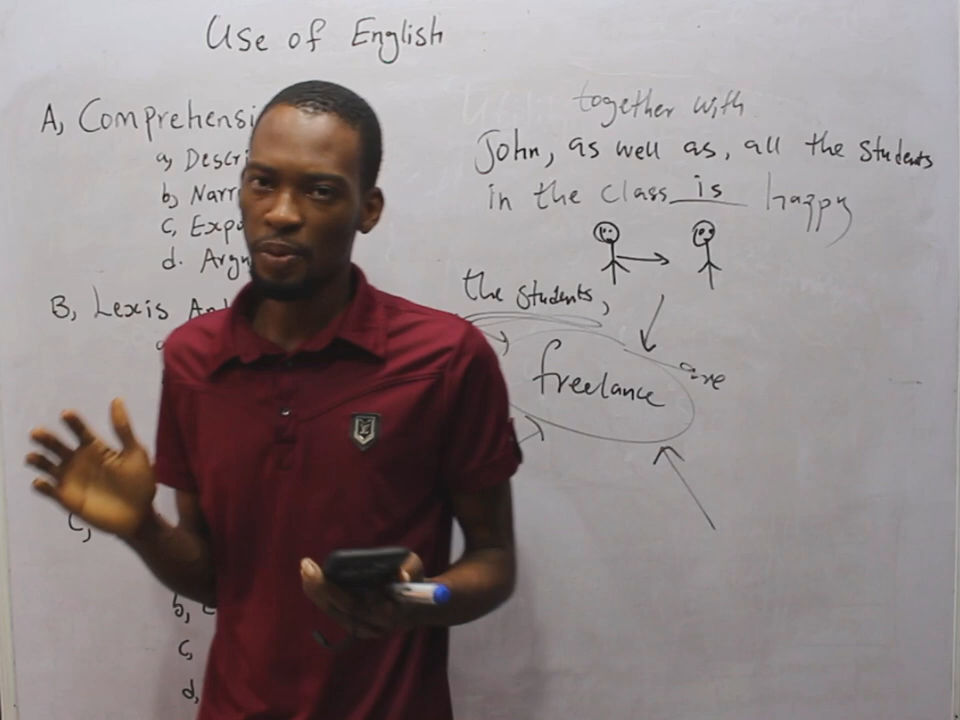 Use of English
A, Comprehensi
a, Descri
b, Narr
c, Expo
d. Argu
B, Lexis An
C,
b,
c,
d,
together with
John, as well as, all the students
in the class is happy
the students,
freelance
are